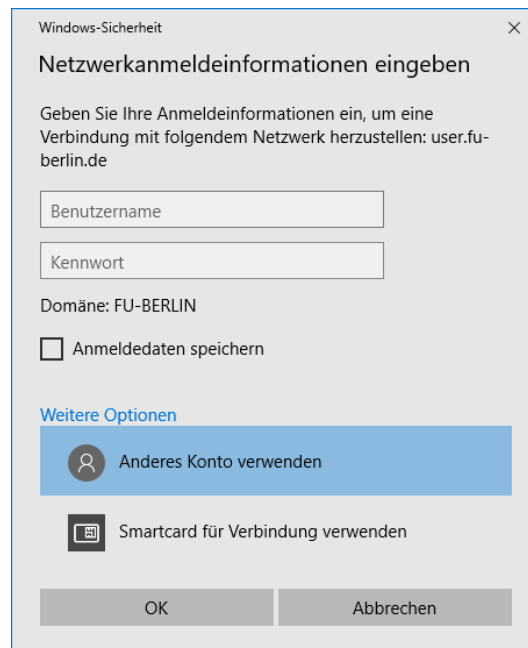 Windows-Sicherheit
Netzwerkanmeldeinformationen eingeben
Geben Sie Ihre Anmeldeinformationen ein, um eine
Verbindung mit folgendem Netzwerk herzustellen: user.fu-
berlin.de
Benutzername
Kennwort
Domäne: FU-BERLIN
Anmeldedaten speichern
Weitere Optionen
Anderes Konto verwenden
Smartcard für Verbindung verwenden
OK Abbrechen